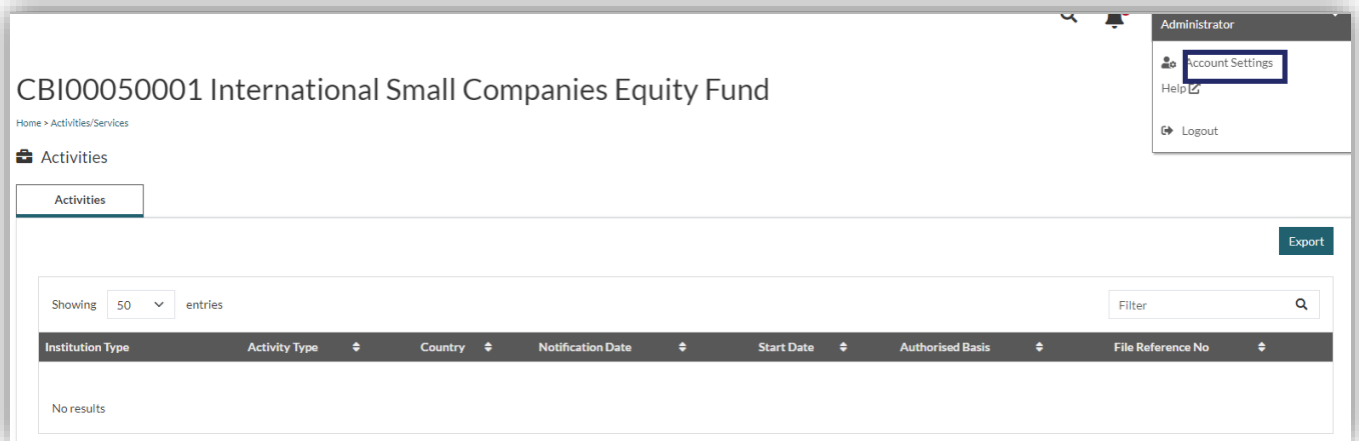 Administrator
Account Settings
Help
Logout
CBI00050001 International Small Companies Equity Fund
Home > Activities/Services
Activities
Activities
Export
Showing 50 entries
Filter
Institution Type Activity Type Country Notification Date Start Date Authorised Basis File Reference No
No results